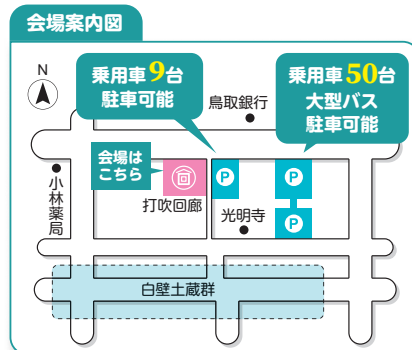 会場案内図
N
乗用車9台
駐車可能
乗用車50台
大型バス
駐車可能
鳥取銀行
会場は
こちら
小林薬局
回
P
P
P
打吹回廊
光明寺
白壁土蔵群